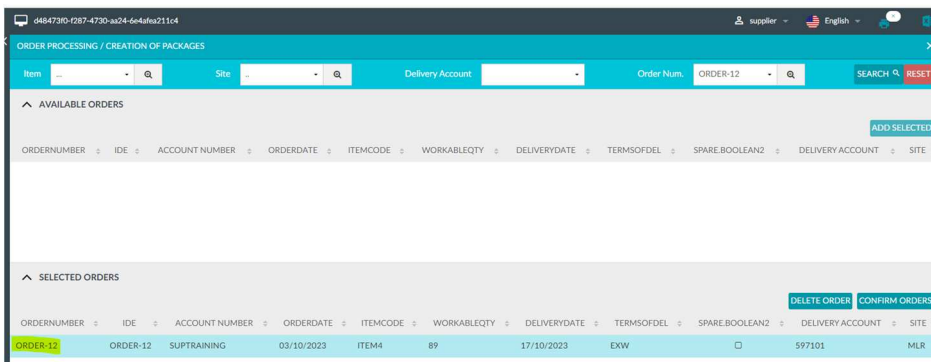 d48473f0-f287-4730-aa24-6e4afea211c4 supplier English
ORDER PROCESSING / CREATION OF PACKAGES
Item ... Site .. Delivery Account Order Num. ORDER-12 SEARCH RESET
AVAILABLE ORDERS
ADD SELECTED
ORDERNUMBER IDE ACCOUNT NUMBER ORDERDATE ITEMCODE WORKABLEQTY DELIVERYDATE TERMSOFDEL SPARE.BOOLEAN2 DELIVERY ACCOUNT SITE
SELECTED ORDERS
DELETE ORDER CONFIRM ORDERS
ORDERNUMBER IDE ACCOUNT NUMBER ORDERDATE ITEMCODE WORKABLEQTY DELIVERYDATE TERMSOFDEL SPARE.BOOLEAN2 DELIVERY ACCOUNT SITE
ORDER-12 ORDER-12 SUPTRAINING 03/10/2023 ITEM4 89 17/10/2023 EXW 597101 MLR